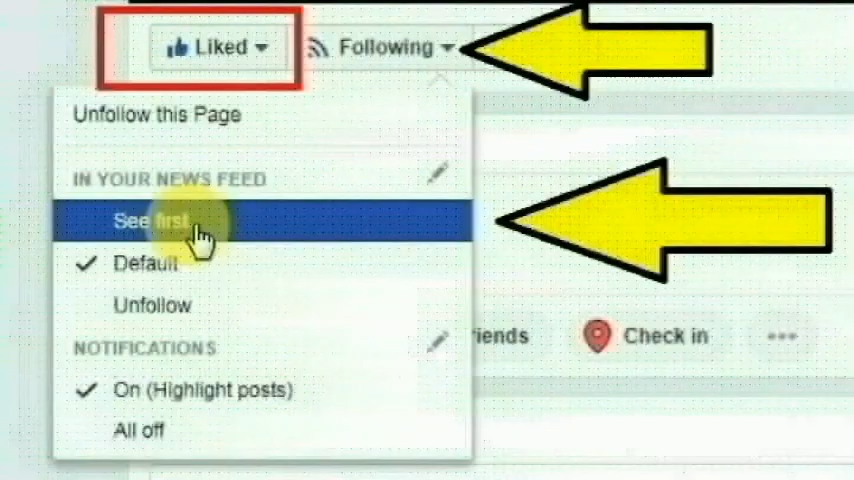 Liked Following
Unfollow this Page
IN YOUR NEWS FEED
See first
Default
Unfollow
riends Check in
NOTIFICATIONS
On (Highlight posts)
All off